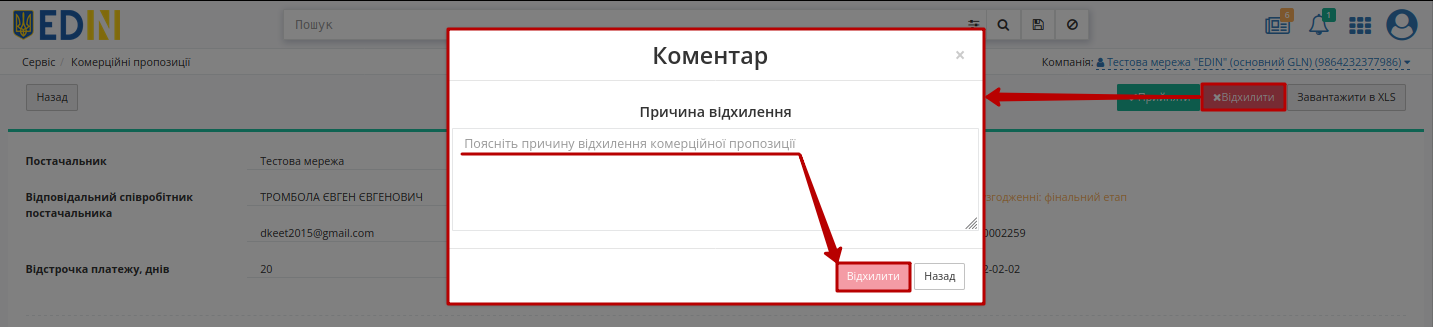 EDIN
Пошук
6
1
Сервіс / Комерційні пропозиції
Компанія: Тестова мережа "EDIN" (основний GLN) (9864232377986)
Назад
Прийняти
Відхилити
Завантажити в XLS
Коментар
×
Причина відхилення
Поясніть причину відхилення комерційної пропозиції
Відхилити
Назад
Постачальник
Тестова мережа
Відповідальний співробітник
постачальника
ТРОМБОЛА ЄВГЕН ЄВГЕНОВИЧ
згодженні: фінальний етап
dkeet2015@gmail.com
0002259
Відстрочка платежу, днів
20
2-02-02